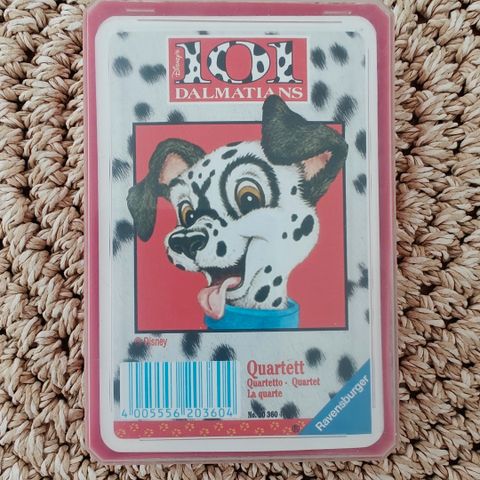 Disney's
101
DALMATIANS
© Disney
Quartett
Quartetto - Quartet
La quarte
4 005556 203604
Ravensburger